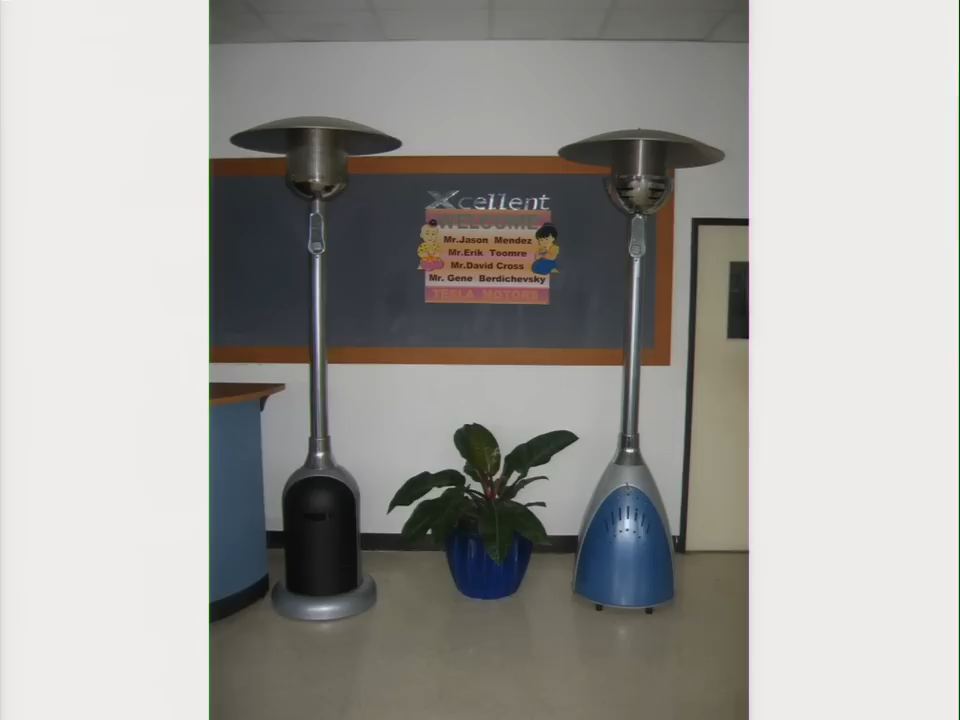 Xcellent
WELCOME
Mr.Jason Mendez
Mr.Erik Toomre
Mr.David Cross
Mr. Gene Berdichevsky
TESLA MOTORS